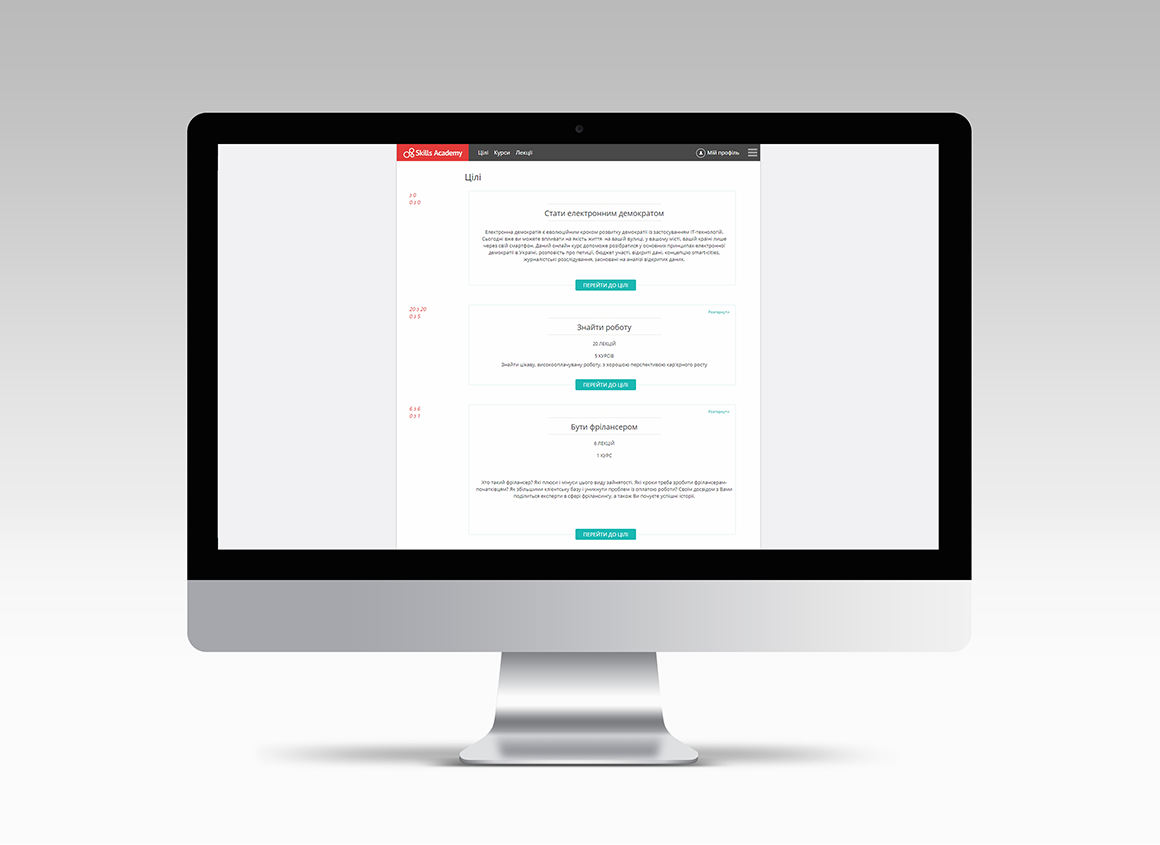 Skills Academy
Цілі Курси Лекції
Мій профіль
Цілі
з 0
0 з 0
Стати електронним демократом
Електронна демократія є еволюційним кроком розвитку демократії із застосуванням ІТ-технологій.
Сьогодні вже ви можете впливати на якість життя на вашій вулиці, у вашому місті, вашій країні лише
через свій смартфон. Даний онлайн курс допоможе розібратися у основних принципах електронної
демократії в Україні, розповість про петиції, бюджет участі, відкриті дані, концепцію smart-cities,
журналістські розслідування, засновані на аналізі відкритих даних.
ПЕРЕЙТИ ДО ЦІЛІ
20 з 20
0 з 5
Розгорнути
Знайти роботу
20 ЛЕКЦІЙ
5 КУРСІВ
Знайти цікаву, високооплачувану роботу, з хорошою перспективою кар'єрного росту
ПЕРЕЙТИ ДО ЦІЛІ
6 з 6
0 з 1
Розгорнути
Бути фрілансером
6 ЛЕКЦІЙ
1 КУРС
Хто такий фрілансер? Які плюси і мінуси цього виду зайнятості. Які кроки треба зробити фрілансерам-
початківцям? Як збільшити клієнтську базу і уникнути проблем із оплатою роботи? Своїм досвідом з Вами
поділиться експерти в сфері фрілансингу, а також Ви почуєте успішні історії.
ПЕРЕЙТИ ДО ЦІЛІ